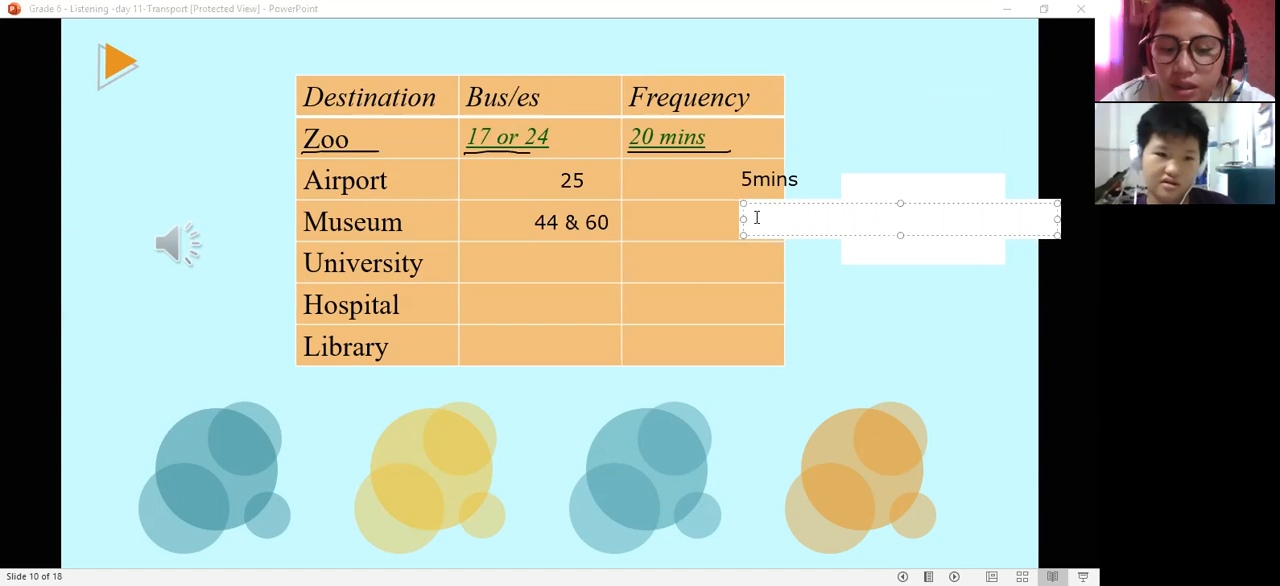 Grade 6 - Listening -day 11-Transport [Protected View] - PowerPoint
Destination Bus/es Frequency
Zoo 17 or 24 20 mins
Airport 25 5mins
Museum 44 & 60
University
Hospital
Library
Slide 10 of 18